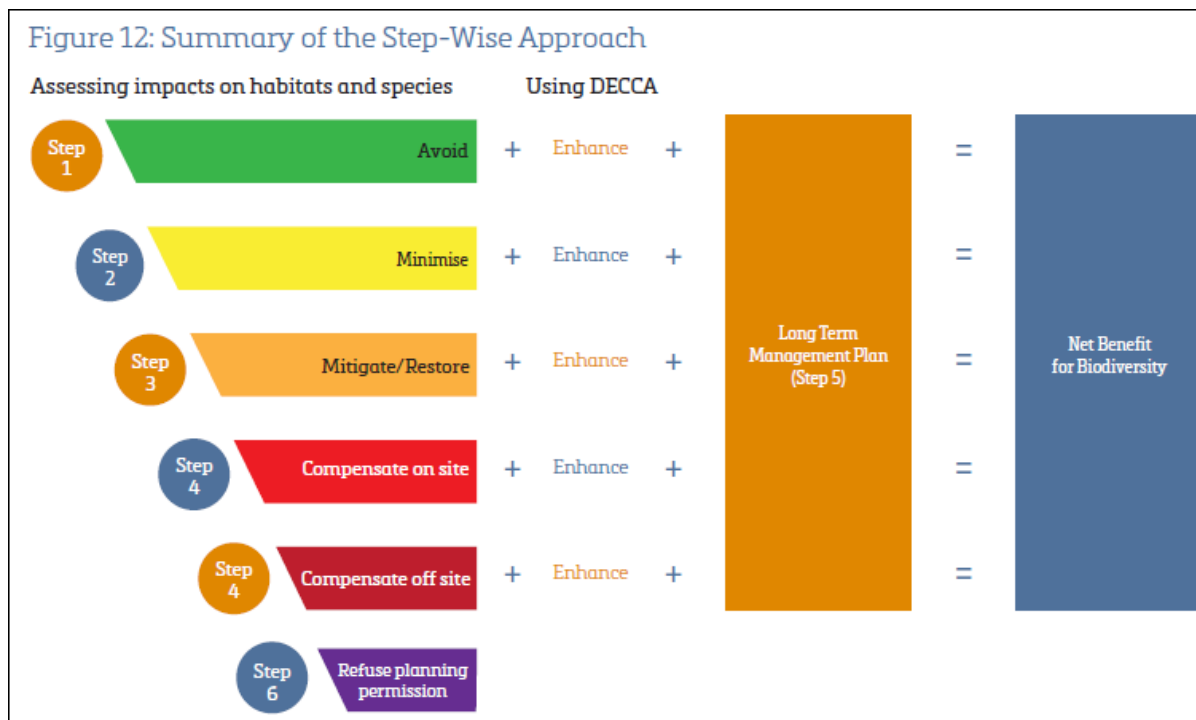 Figure 12: Summary of the Step-Wise Approach
Assessing impacts on habitats and species
Using DECCA
Step
1
Avoid
+ Enhance +
=
Step
2
Minimise
+ Enhance +
=
Step
3
Mitigate/Restore
+ Enhance +
=
Step
4
Compensate on site
+ Enhance +
=
Step
4
Compensate off site
+ Enhance +
=
Long Term
Management Plan
(Step 5)
Net Benefit
for Biodiversity
Step
6
Refuse planning
permission